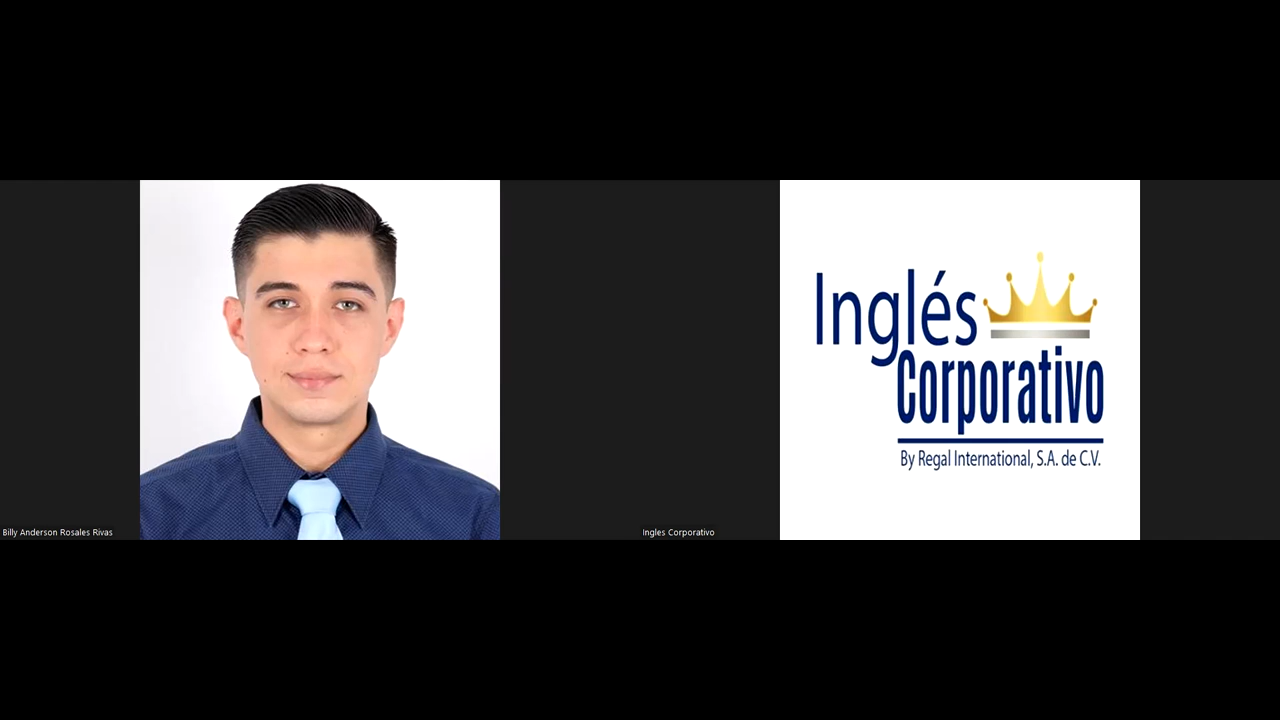 Inglés
Corporativo
By Regal International, S.A. de C.V.
Billy Anderson Rosales Rivas
Ingles Corporativo